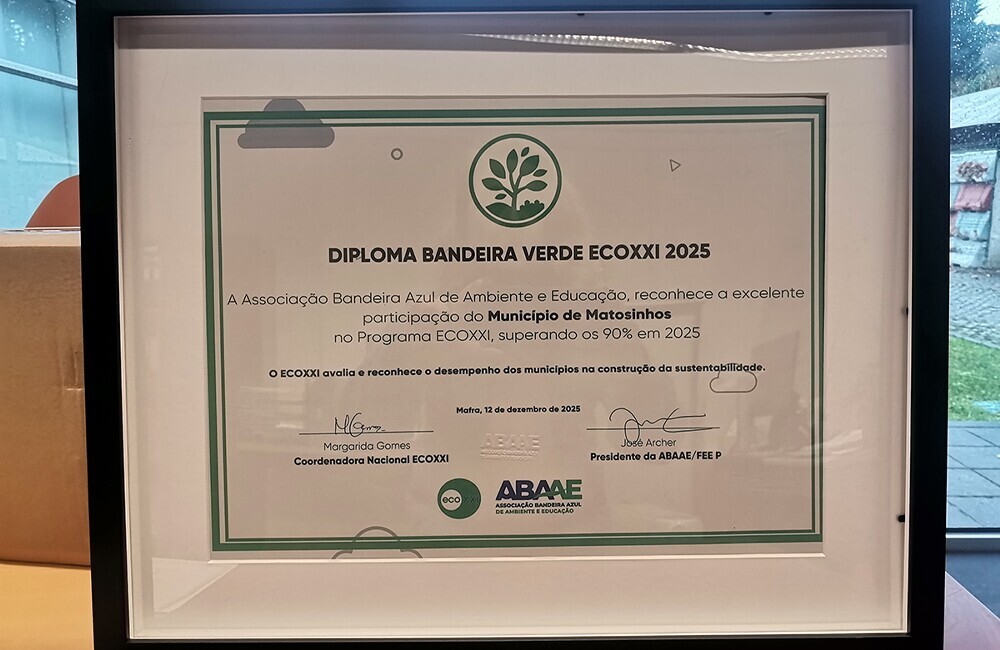 DIPLOMA BANDEIRA VERDE ECOXXI 2025
A Associação Bandeira Azul de Ambiente e Educação, reconhece a excelente
participação do Município de Matosinhos
no Programa ECOXXI, superando os 90% em 2025
O ECOXXI avalia e reconhece o desempenho dos municípios na construção da sustentabilidade.
Mafra, 12 de dezembro de 2025
Margarida Gomes
Coordenadora Nacional ECOXXI
ABAAE
José Archer
Presidente da ABAAE/FEE P
ecoxxi
ABAAE
ASSOCIAÇÃO BANDEIRA AZUL
DE AMBIENTE E EDUCAÇÃO